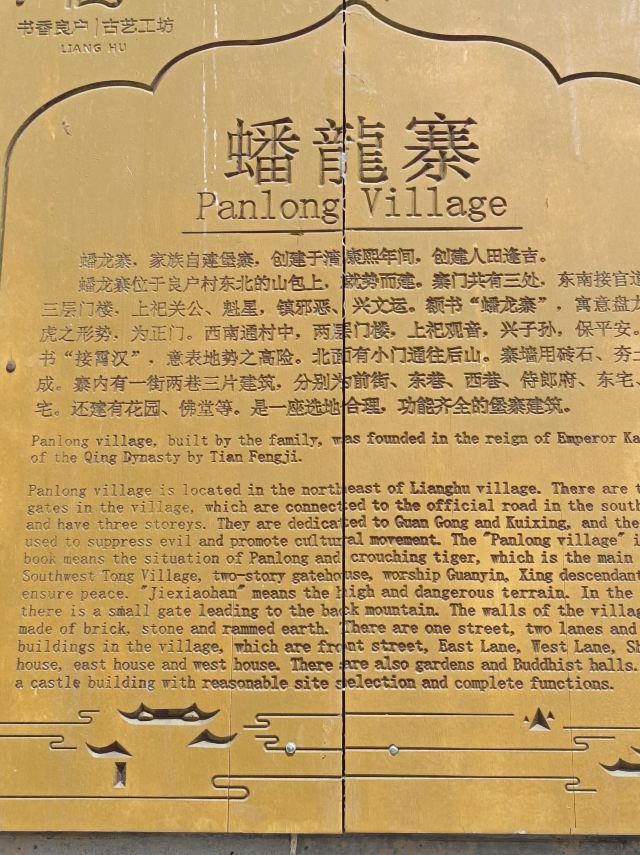 书香良户 | 古艺工坊
LIANG HU
蟠龍寨
Panlong Village
蟠龙寨，家族自建堡寨，创建于清康熙年间，创建人田逢吉。
蟠龙寨位于良户村东北的山包上，就势而建。寨门共有三处，东南接官道
三层门楼，上祀关公、魁星，镇邪恶、兴文运。额书“蟠龙寨”，寓意盘龙
虎之形势，为正门。西南通村中，两层门楼，上祀观音，兴子孙，保平安。
书“接霄汉”，意表地势之高险。北面有小门通往后山。寨墙用砖石、夯土
成。寨内有一街两巷三片建筑，分别为前街、东巷、西巷、侍郎府、东宅、
宅。还建有花园、佛堂等。是一座选地合理，功能齐全的堡寨建筑。
Panlong village, built by the family, was founded in the reign of Emperor Ka
of the Qing Dynasty by Tian Fengji.
Panlong village is located in the northeast of Lianghu village. There are t
gates in the village, which are connected to the official road in the south
and have three storeys. They are dedicated to Guan Gong and Kuixing, and the
used to suppress evil and promote cultural movement. The "Panlong village" i
book means the situation of Panlong and crouching tiger, which is the main
Southwest Tong Village, two-story gatehouse, worship Guanyin, Xing descendant
ensure peace. "Jiexiaohan" means the high and dangerous terrain. In the
there is a small gate leading to the back mountain. The walls of the villag
made of brick, stone and rammed earth. There are one street, two lanes and
buildings in the village, which are front street, East Lane, West Lane, Sh
house, east house and west house. There are also gardens and Buddhist halls.
a castle building with reasonable site selection and complete functions.